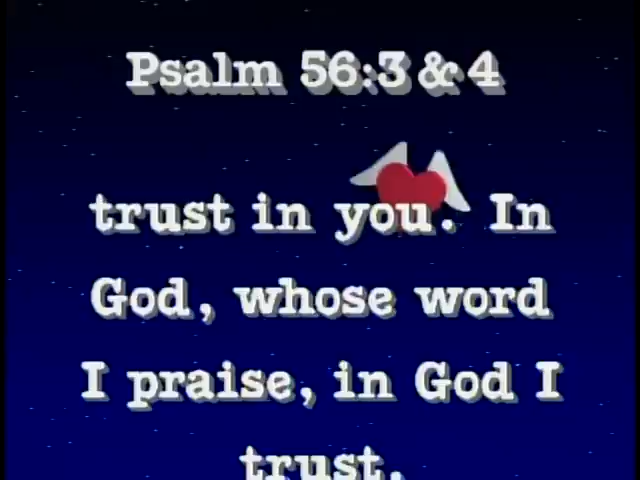 Psalm 56:3 & 4
trust in you. In
God, whose word
I praise, in God I
trust.